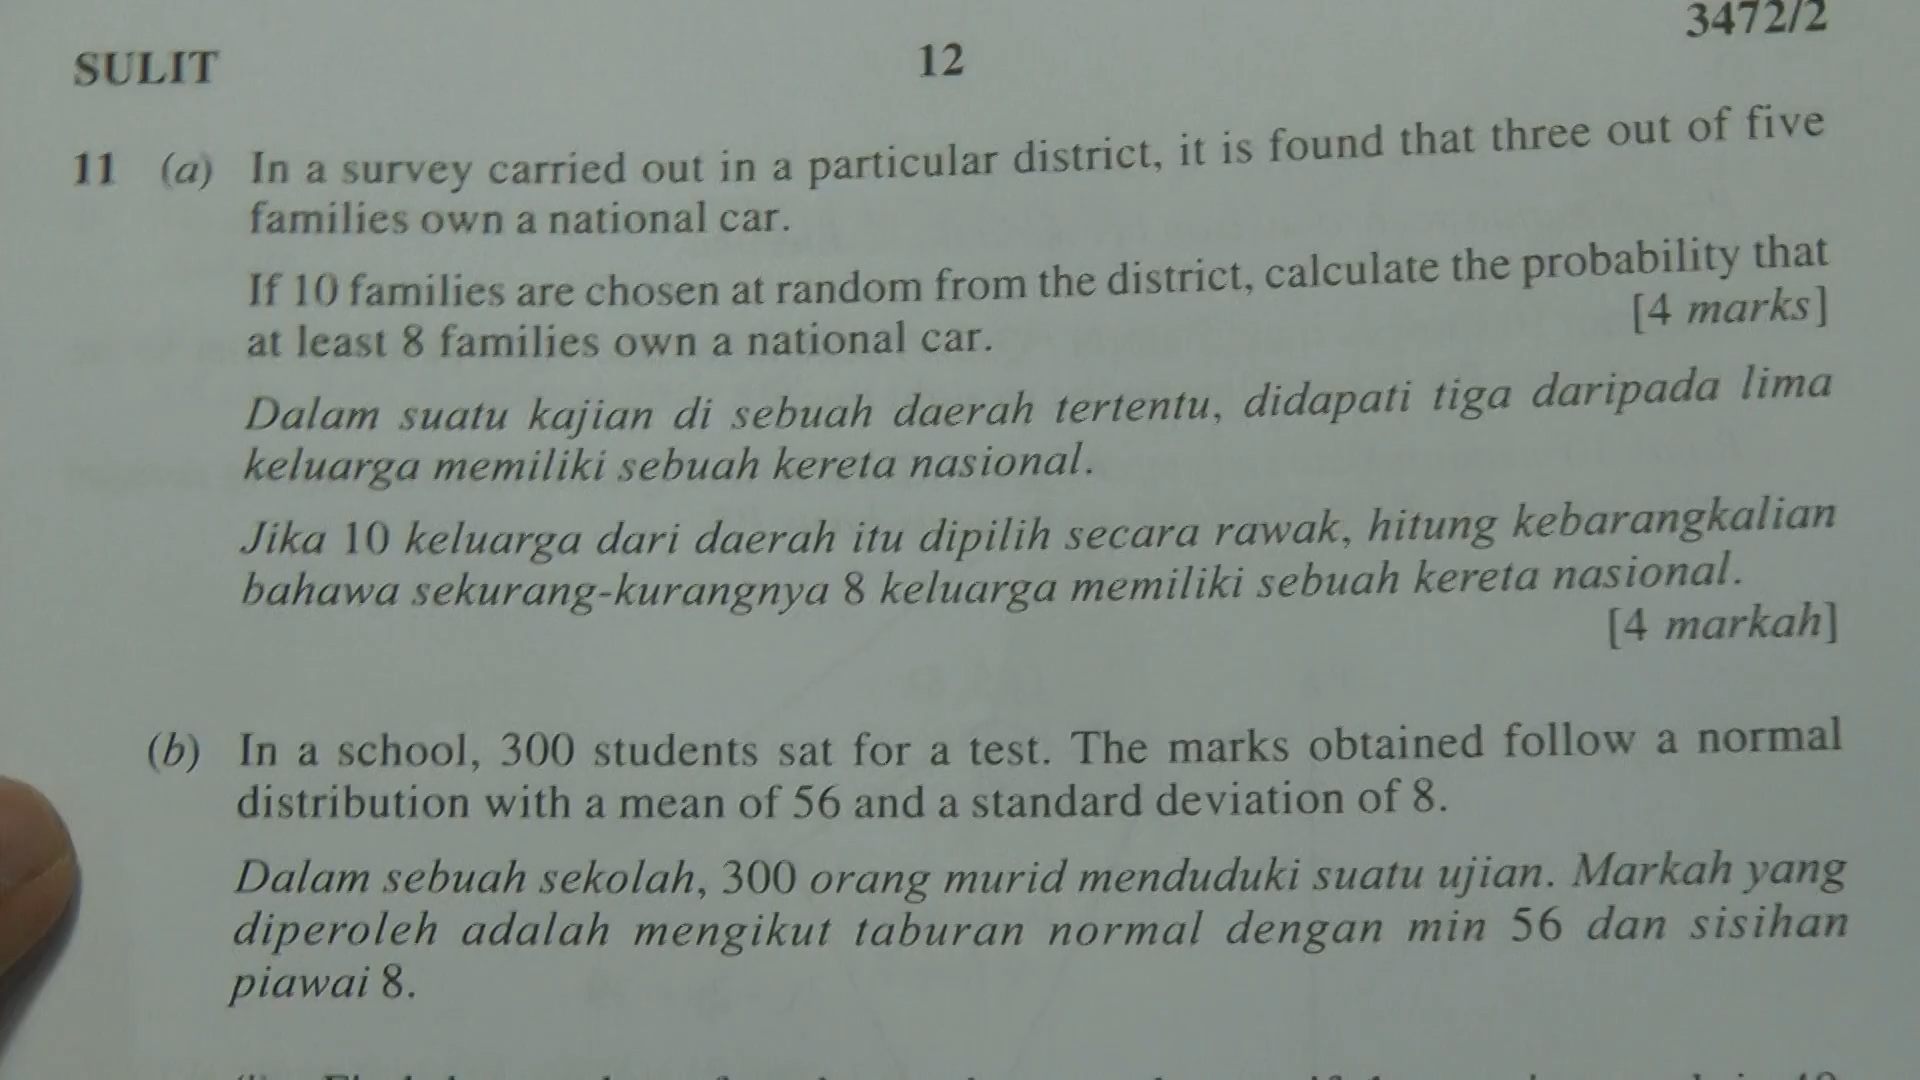 3472/2
SULIT 12
11 (a) In a survey carried out in a particular district, it is found that three out of five
families own a national car.
If 10 families are chosen at random from the district, calculate the probability that
at least 8 families own a national car. [4 marks]
Dalam suatu kajian di sebuah daerah tertentu, didapati tiga daripada lima
keluarga memiliki sebuah kereta nasional.
Jika 10 keluarga dari daerah itu dipilih secara rawak, hitung kebarangkalian
bahawa sekurang-kurangnya 8 keluarga memiliki sebuah kereta nasional.
[4 markah]
(b) In a school, 300 students sat for a test. The marks obtained follow a normal
distribution with a mean of 56 and a standard deviation of 8.
Dalam sebuah sekolah, 300 orang murid menduduki suatu ujian. Markah yang
diperoleh adalah mengikut taburan normal dengan min 56 dan sisihan
piawai 8.